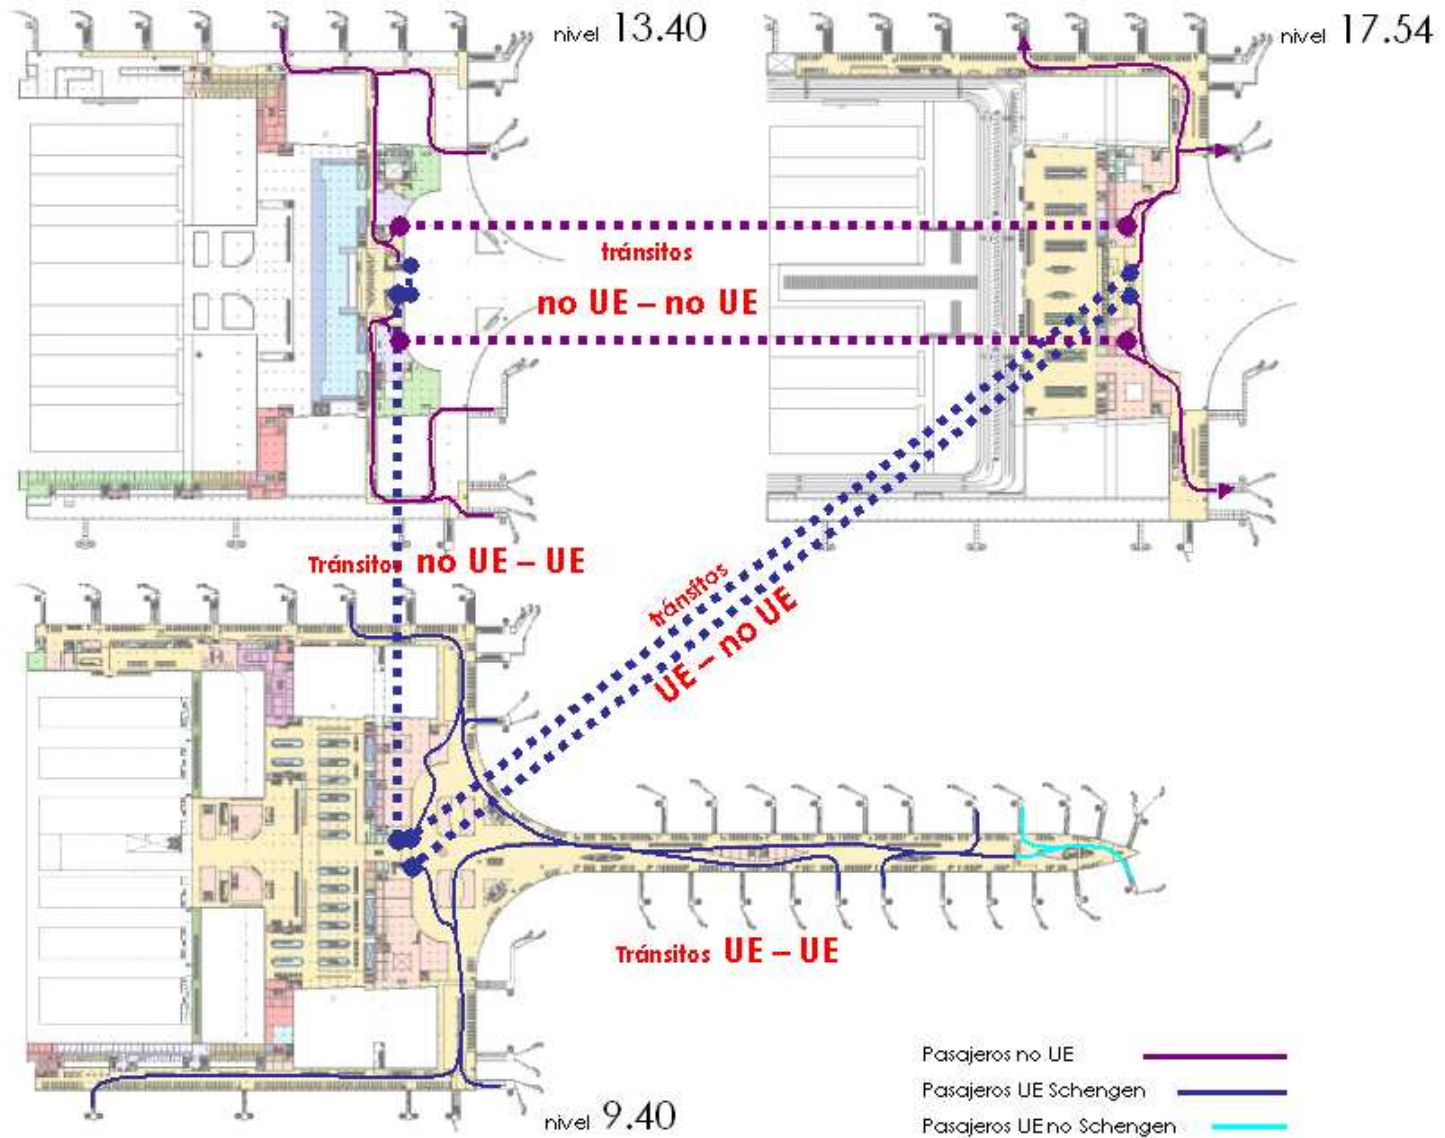 nivel 13.40
nivel 17.54
tránsitos
no UE – no UE
Tránsitos no UE – UE
tránsitos
UE – no UE
Tránsitos UE – UE
nivel 9.40
Pasajeros no UE
Pasajeros UE Schengen
Pasajeros UE no Schengen